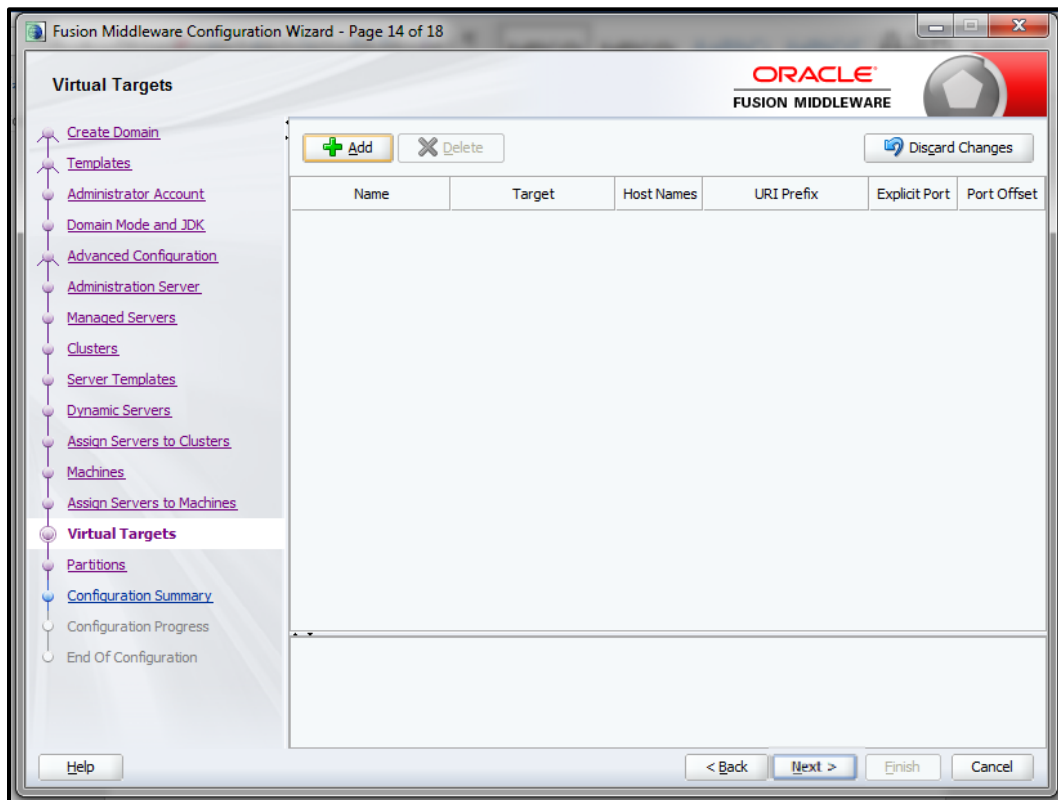 Fusion Middleware Configuration Wizard - Page 14 of 18
Virtual Targets
ORACLE
FUSION MIDDLEWARE
Create Domain
Templates
Administrator Account
Domain Mode and JDK
Advanced Configuration
Administration Server
Managed Servers
Clusters
Server Templates
Dynamic Servers
Assign Servers to Clusters
Machines
Assign Servers to Machines
Virtual Targets
Partitions
Configuration Summary
Configuration Progress
End Of Configuration
Add Delete Discard Changes
Name Target Host Names URI Prefix Explicit Port Port Offset
Help < Back Next > Finish Cancel